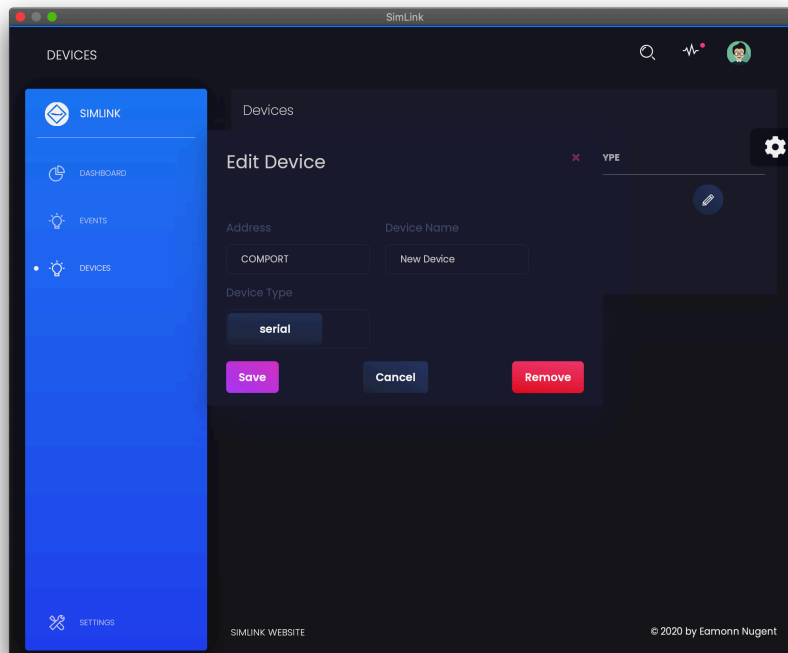 SimLink
DEVICES
SIMLINK
DASHBOARD
EVENTS
DEVICES
SETTINGS
Devices
YPE
Edit Device
×
Address
Device Name
COMPORT
New Device
Device Type
serial
Save
Cancel
Remove
SIMLINK WEBSITE
© 2020 by Eamonn Nugent